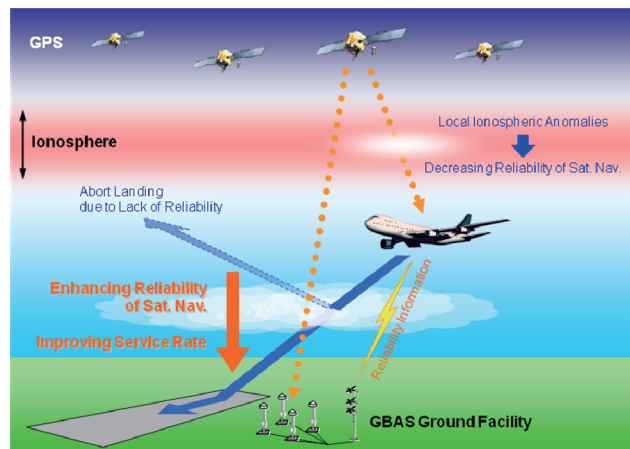 GPS
Local Ionospheric Anomalies
Ionosphere
Decreasing Reliability of Sat. Nav.
Abort Landing
due to Lack of Reliability
Enhancing Reliability
of Sat. Nav.
Improving Service Rate
Reliability Information
GBAS Ground Facility